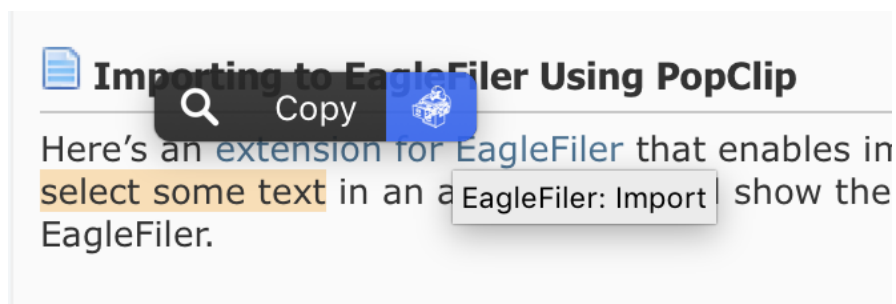 Importing to EagleFiler Using PopClip
Copy
Here’s an extension for EagleFiler that enables
select some text in an
EagleFiler: Import
show the
EagleFiler.